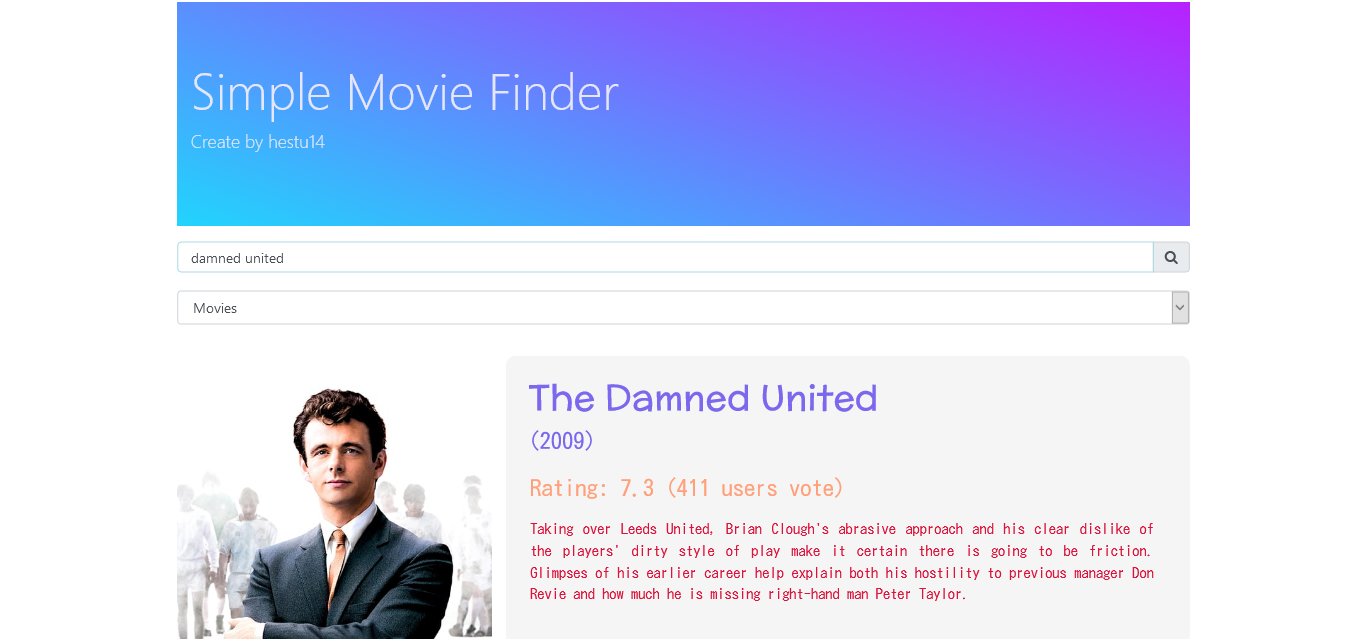 Simple Movie Finder
Create by hestu14
damned united
Movies
The Damned United
(2009)
Rating: 7.3 (411 users vote)
Taking over Leeds United, Brian Clough's abrasive approach and his clear dislike of
the players' dirty style of play make it certain there is going to be friction.
Glimpses of his earlier career help explain both his hostility to previous manager Don
Revie and how much he is missing right-hand man Peter Taylor.